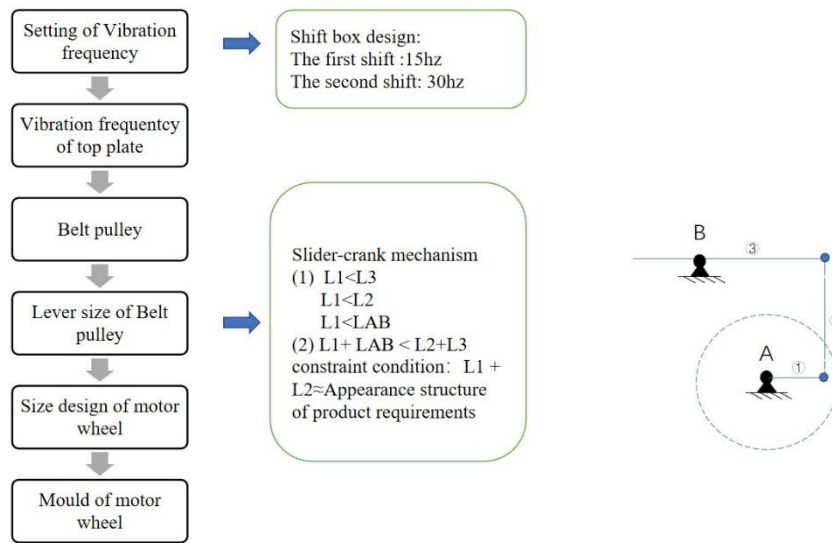 Setting of Vibration
frequency
Shift box design:
The first shift :15hz
The second shift: 30hz
Vibration frequentcy
of top plate
Belt pulley
Lever size of Belt
pulley
Slider-crank mechanism
(1) L1<L3
L1<L2
L1<LAB
(2) L1+ LAB < L2+L3
constraint condition: L1 +
L2≈Appearance structure
of product requirements
Size design of motor
wheel
Mould of motor
wheel
B
③
A
①